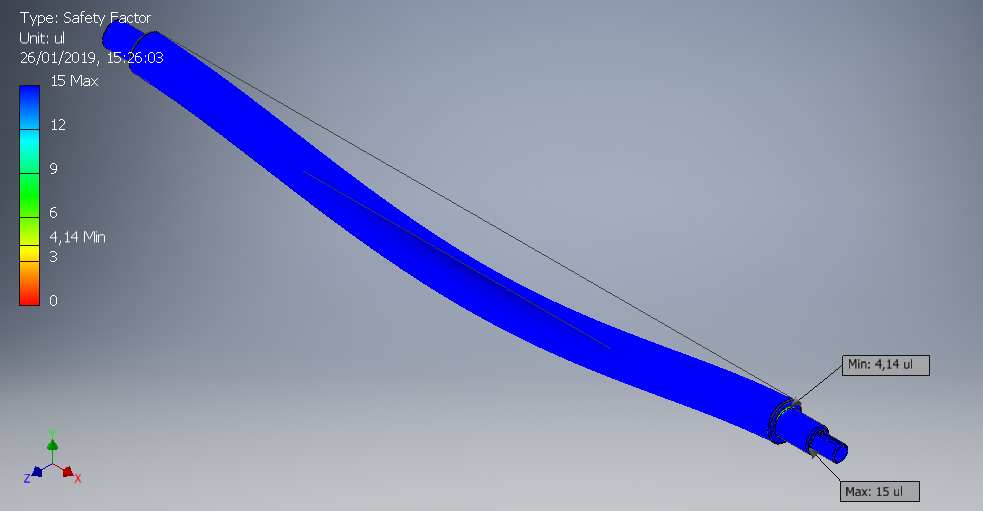 Type: Safety Factor
Unit: ul
26/01/2019, 15:26:03
15 Max
12
9
6
4,14 Min
3
0
Min: 4,14 ul
Max: 15 ul
Y
Z
X